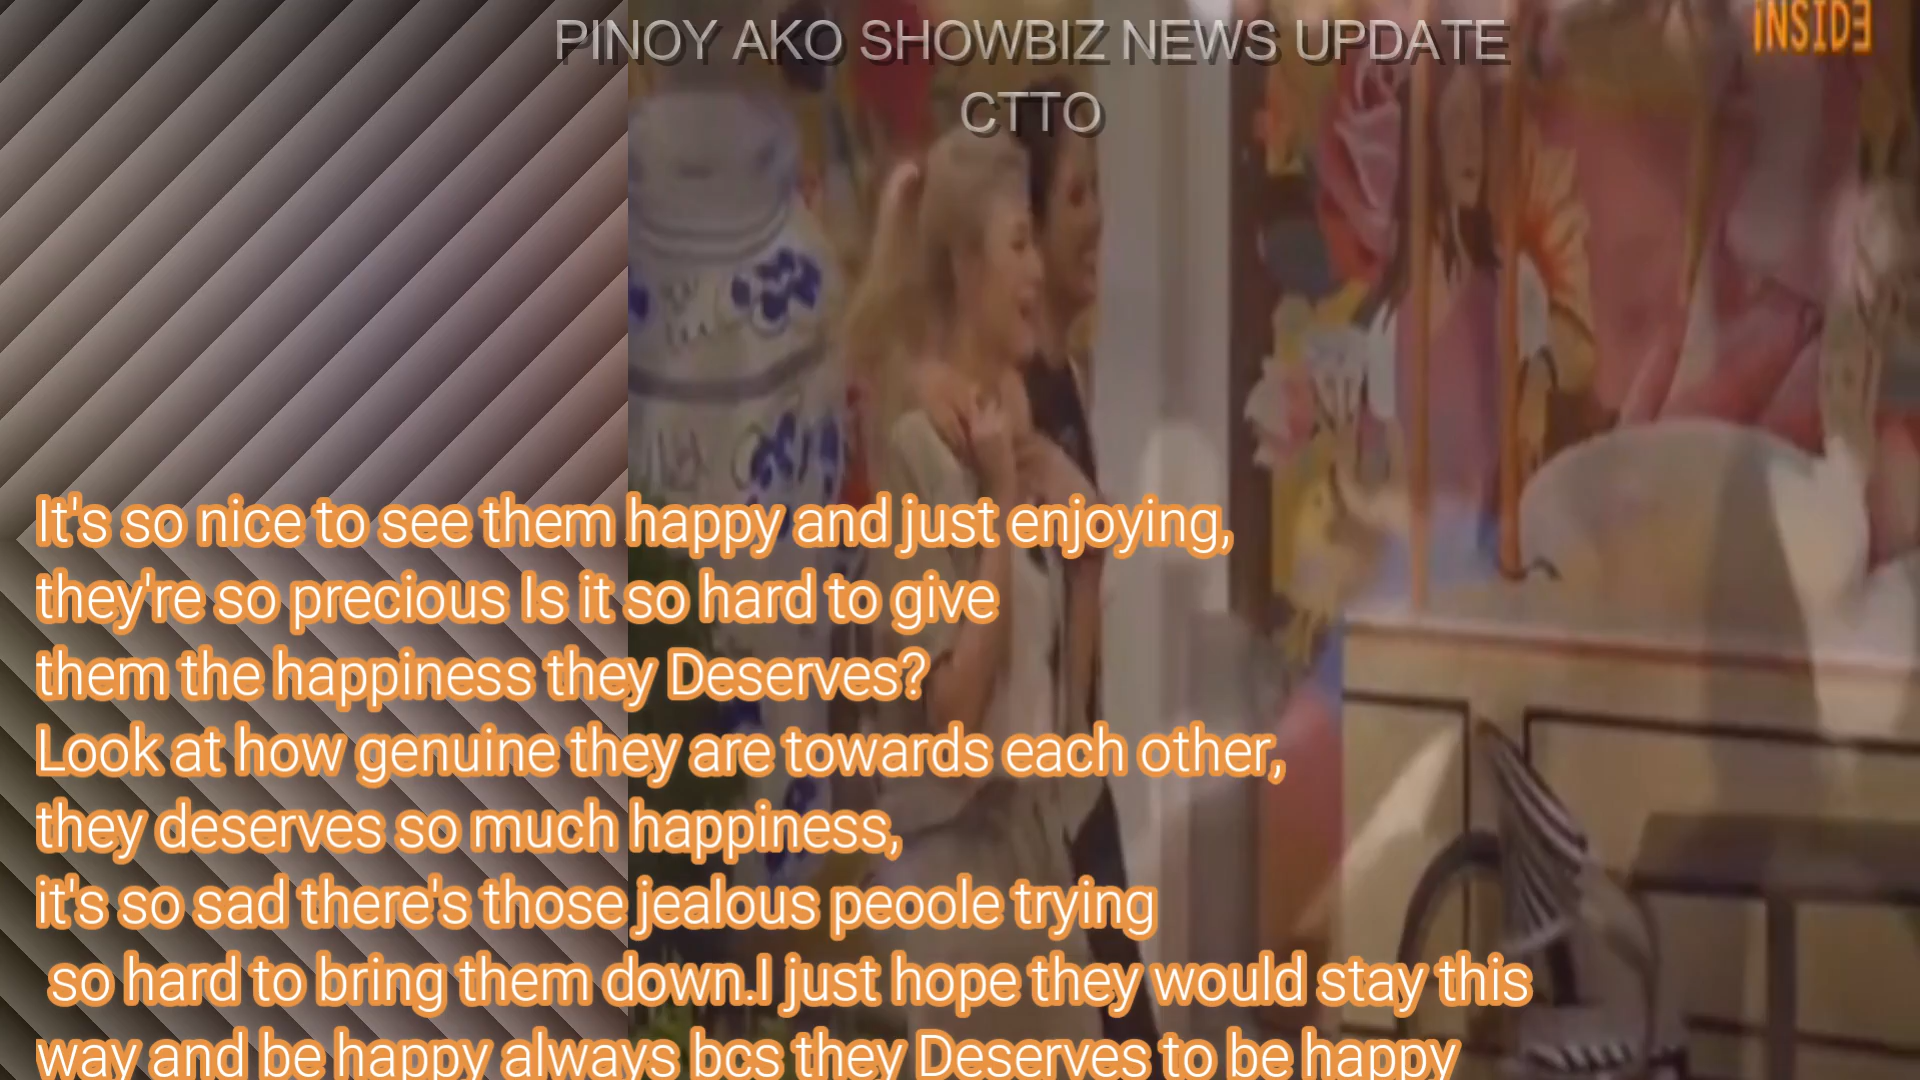 PINOY AKO SHOWBIZ NEWS UPDATE
CTTO
iNSIDE
It's so nice to see them happy and just enjoying,
they're so precious Is it so hard to give
them the happiness they Deserves?
Look at how genuine they are towards each other,
they deserves so much happiness,
it's so sad there's those jealous peoole trying
so hard to bring them down.I just hope they would stay this
way and be happy always bcs they Deserves to be happy